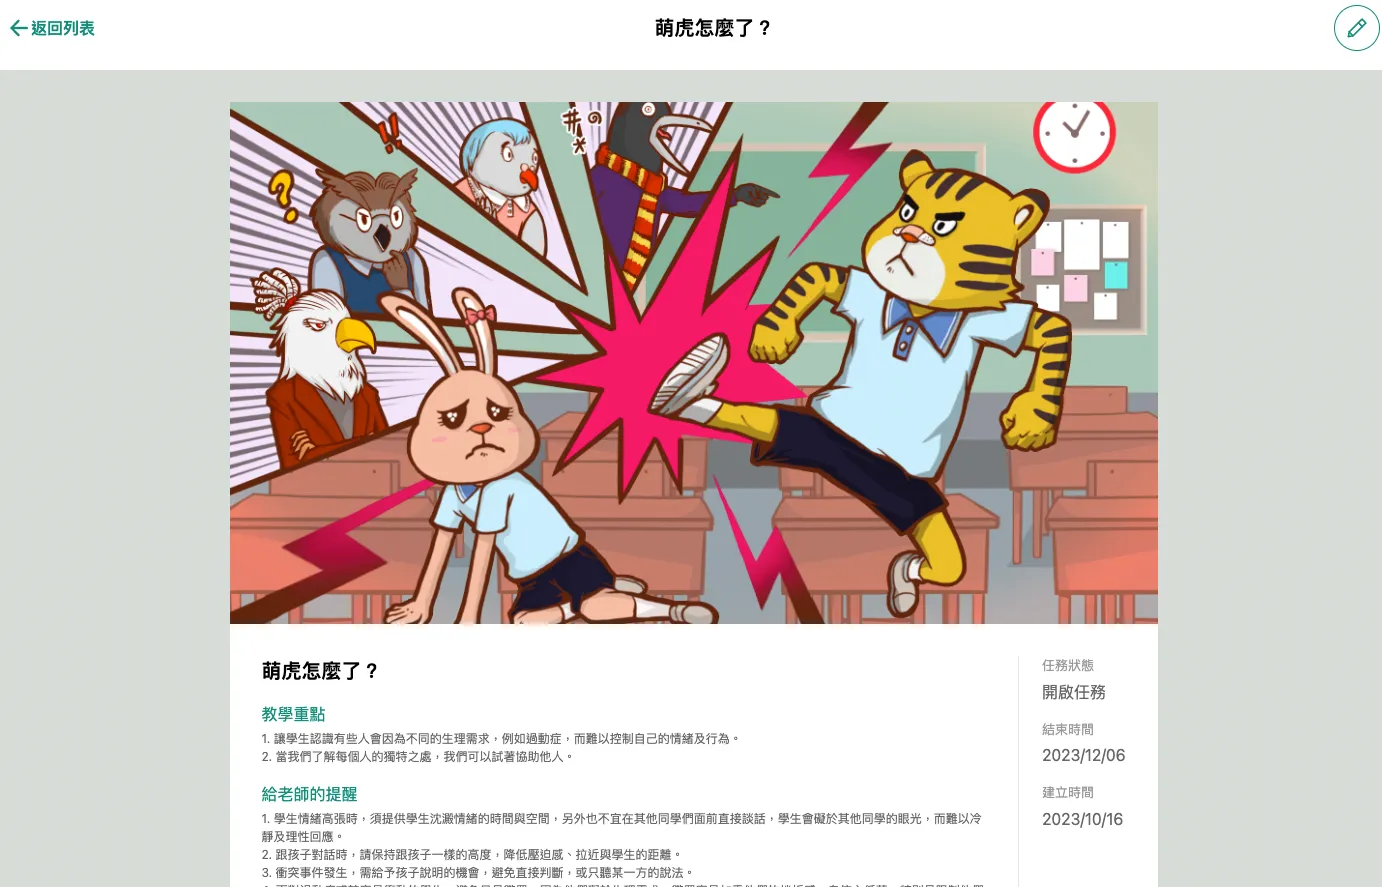 返回列表
萌虎怎麼了？
萌虎怎麼了？
教學重點
1. 讓學生認識有些人會因為不同的生理需求，例如過動症，而難以控制自己的情緒及行為。
2. 當我們了解每個人的獨特之處，我們可以試著協助他人。
給老師的提醒
1. 學生情緒高張時，須提供學生沈澱情緒的時間與空間，另外也不宜在其他同學們面前直接談話，學生會礙於其他同學的眼光，而難以冷
靜及理性回應。
2. 跟孩子對話時，請保持跟孩子一樣的高度，降低壓迫感、拉近與學生的距離。
3. 衝突事件發生，需給予孩子說明的機會，避免直接判斷，或只聽某一方的說法。
任務狀態
開啟任務
結束時間
2023/12/06
建立時間
2023/10/16